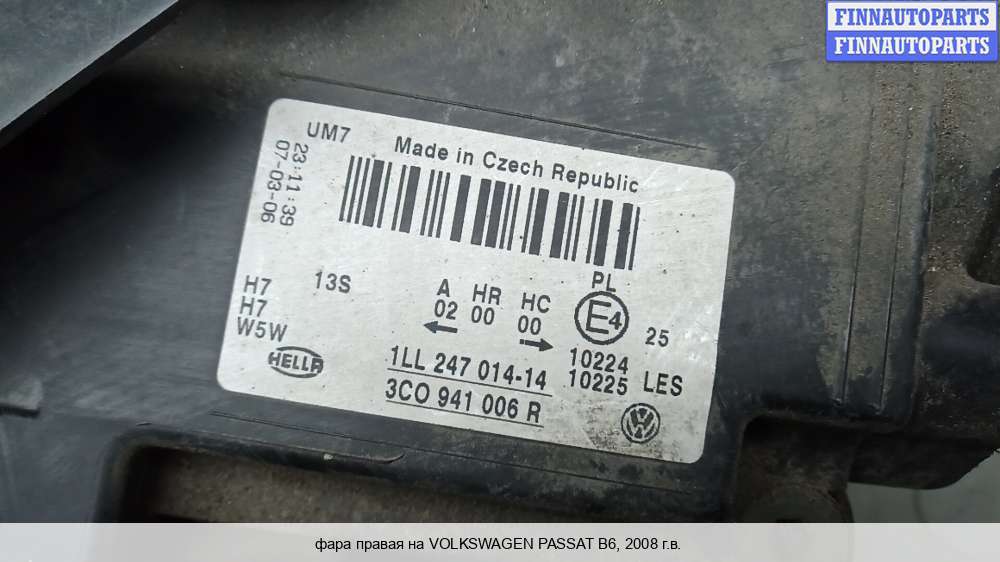 FINNAUTOPARTS
FINNAUTOPARTS
UM7
Made in Czech Republic
23:11:39
07-03-06
PL
H7
H7
W5W
13S
A HR HC
02 00 00
E4
25
HELLA
1LL 247 014-14
3C0 941 006 R
10224
10225 LES
VW
фара правая на VOLKSWAGEN PASSAT B6, 2008 г.в.